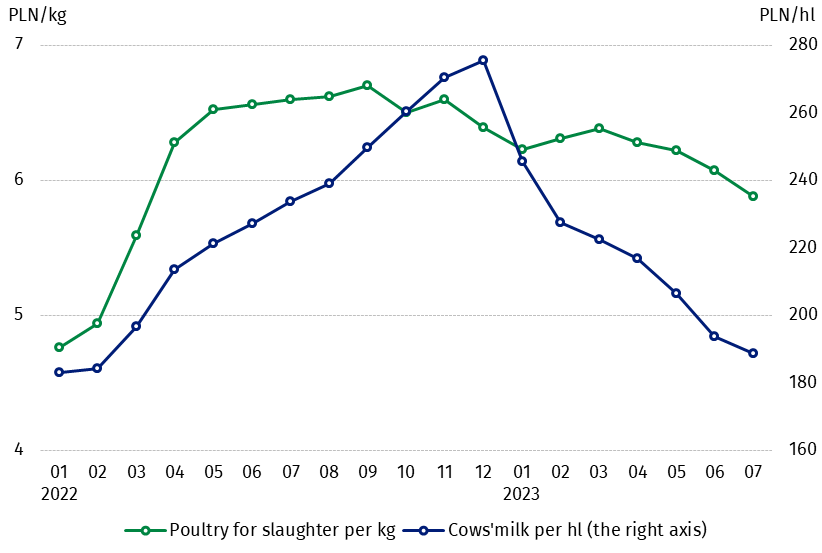 PLN/kg PLN/hl
7 280
260
6 240
220
5 200
180
4 160
01 02 03 04 05 06 07 08 09 10 11 12 01 02 03 04 05 06 07
2022 2023
Poultry for slaughter per kg Cows'milk per hl (the right axis)